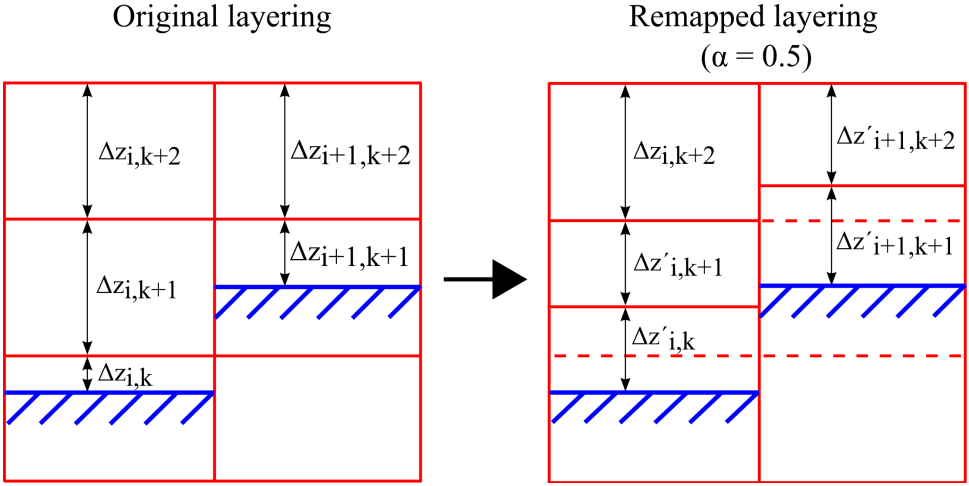 Original layering
Remapped layering
(α = 0.5)
Δzi,k+2
Δzi+1,k+2
Δzi,k+1
Δzi+1,k+1
Δzi,k
Δzi,k+2
Δz´i+1,k+2
Δz´i,k+1
Δz´i+1,k+1
Δz´i,k